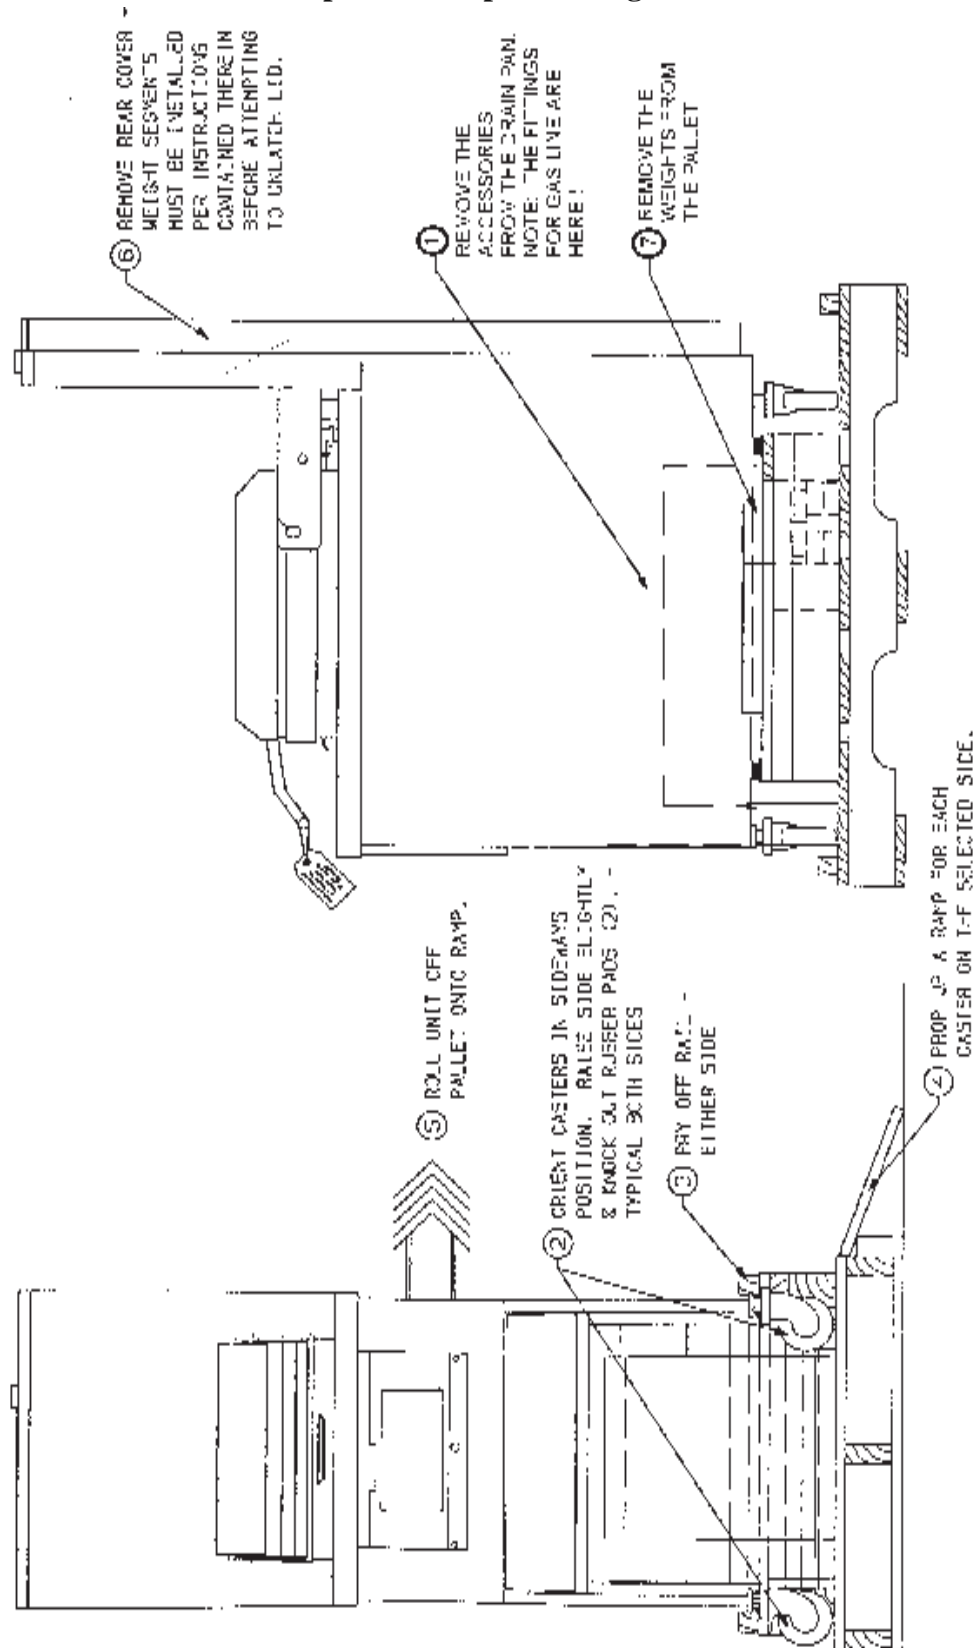 ⑥ REMOVE REAR COVER -
WEIGHT SEGMENTS
MUST BE INSTALLED
PER INSTRUCTIONS
CONTAINED THEREIN
BEFORE ATTEMPTING
TO UNLATCH LID.
① REMOVE THE
ACCESSORIES
FROM THE DRAIN PAN.
NOTE: THE FITTINGS
FOR GAS LINE ARE
HERE!
⑦ REMOVE THE
WEIGHTS FROM
THE PALLET
⑤ ROLL UNIT OFF
PALLET ONTO RAMP.
② ORIENT CASTERS IN SIDEWAYS
POSITION. RAISE SIDE SLIGHTLY
& KNOCK OUT RUBBER PADS (2). -
TYPICAL BOTH SIDES
③ PRY OFF RAIL -
EITHER SIDE
④ PROP UP A RAMP FOR EACH
CASTER ON THE SELECTED SIDE.